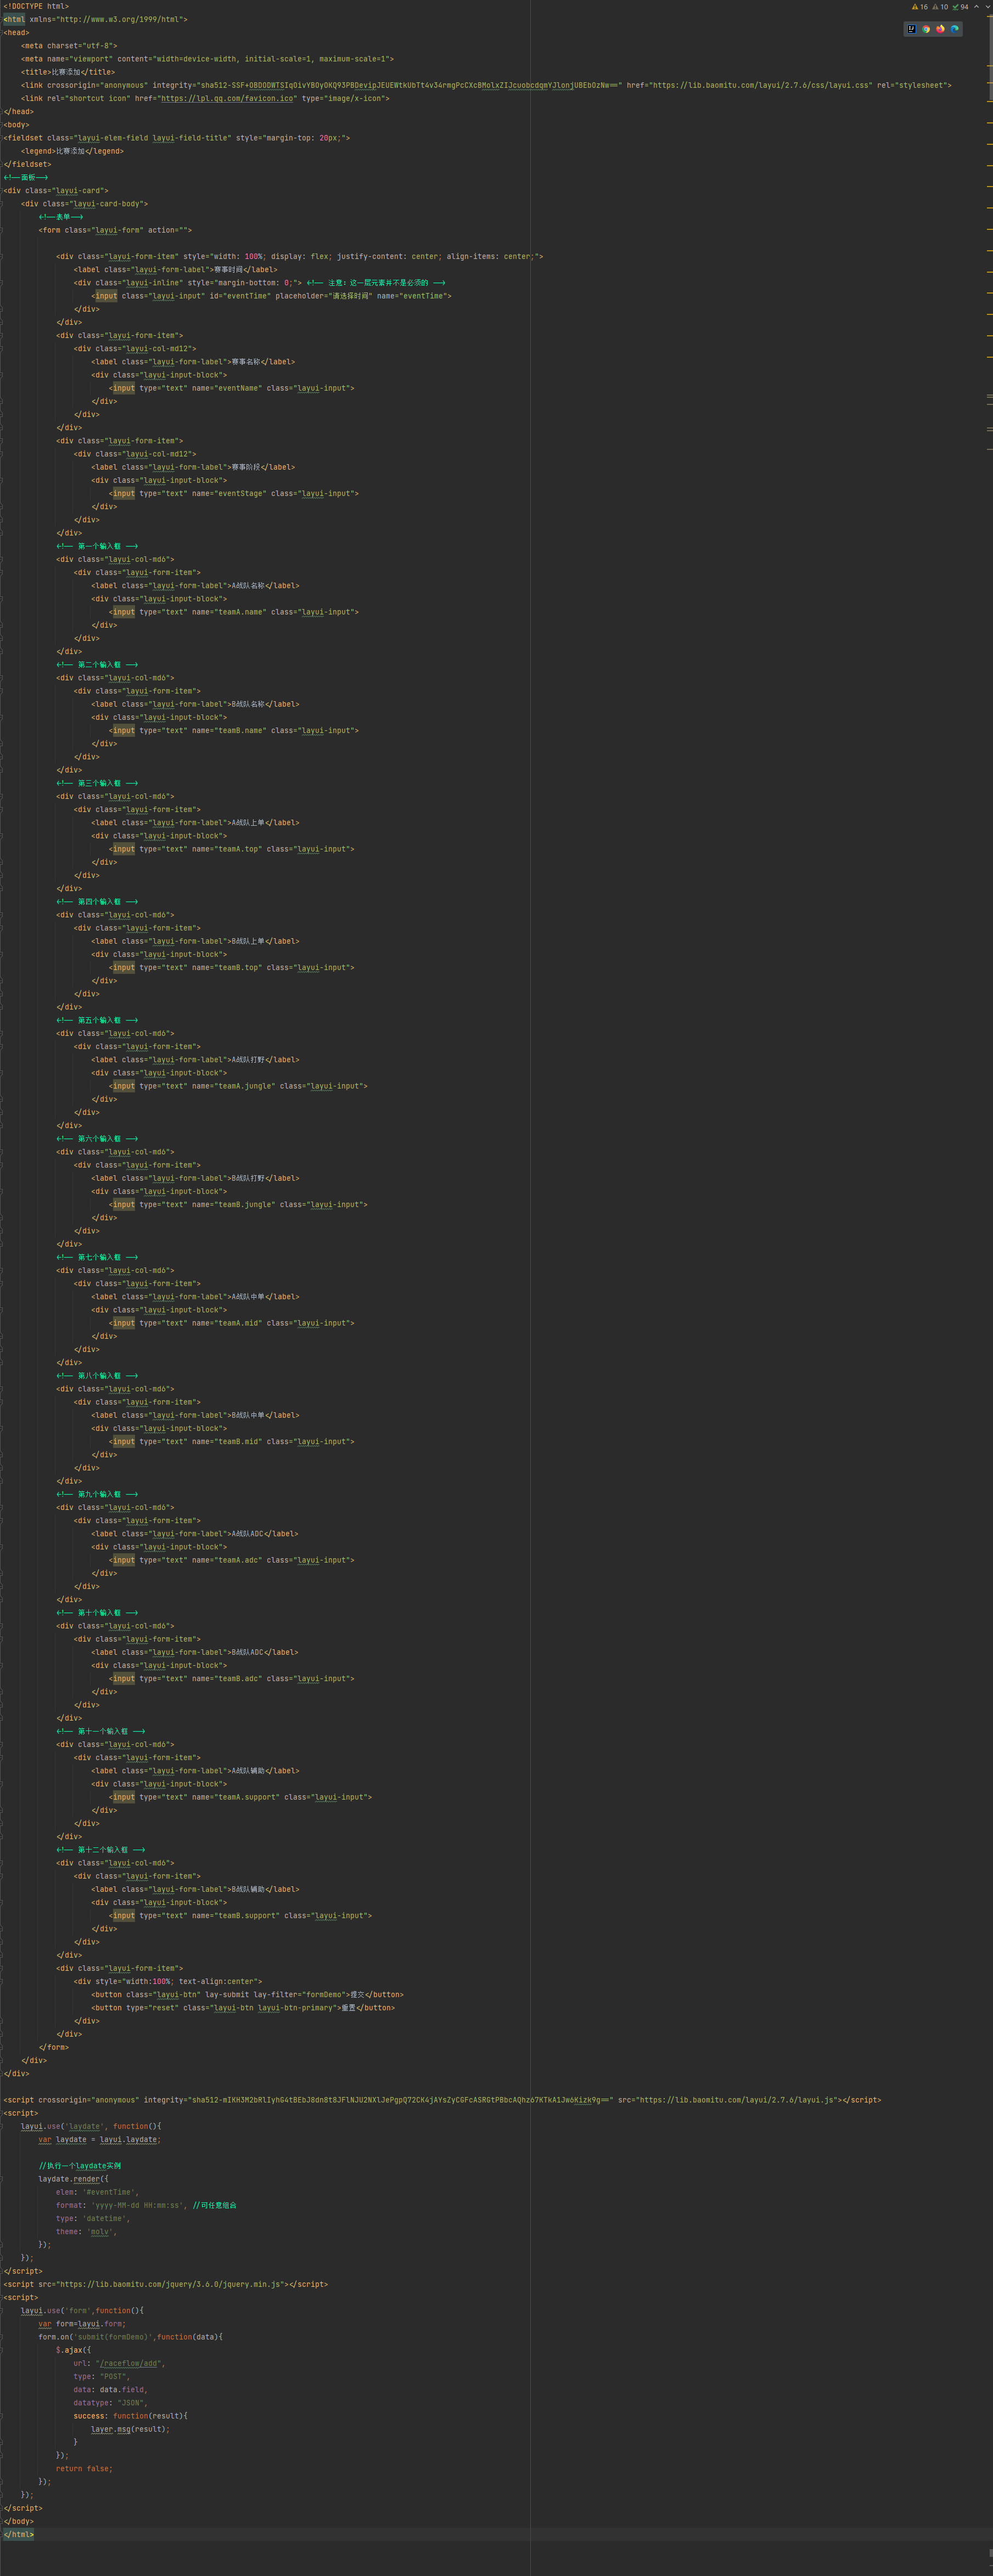 <!DOCTYPE html>
16 10 94
<html xmlns="http://www.w3.org/1999/html">
<head>
<meta charset="utf-8">
<meta name="viewport" content="width=device-width, initial-scale=1, maximum-scale=1">
<title>比赛添加</title>
<link crossorigin="anonymous" href="https://lib.baomitu.com/layui/2.7.6/css/layui.css" rel="stylesheet">
<link rel="shortcut icon" href="https://lpl.qq.com/favicon.ico" type="image/x-icon">
</head>
<body>
<fieldset class="layui-elem-field layui-field-title" style="margin-top: 20px;">
<legend>比赛添加</legend>
</fieldset>
<!--面板-->
<div class="layui-card">
<div class="layui-card-body">
<!--表单-->
<form class="layui-form" action="">
<div class="layui-form-item" style="width: 100%; display: flex; justify-content: center; align-items: center;">
<label class="layui-form-label">赛事时间</label>
<div class="layui-inline" style="margin-bottom: 0;"> <!-- 注意:这一层元素并不是必须的 -->
<input class="layui-input" id="eventTime" placeholder="请选择时间" name="eventTime">
</div>
</div>
<div class="layui-form-item">
<div class="layui-col-md12">
<label class="layui-form-label">赛事名称</label>
<div class="layui-input-block">
<input type="text" name="eventName" class="layui-input">
</div>
</div>
</div>
<div class="layui-form-item">
<div class="layui-col-md12">
<label class="layui-form-label">赛事阶段</label>
<div class="layui-input-block">
<input type="text" name="eventStage" class="layui-input">
</div>
</div>
</div>
<!-- 第一个输入框 -->
<div class="layui-col-md6">
<div class="layui-form-item">
<label class="layui-form-label">A战队名称</label>
<div class="layui-input-block">
<input type="text" name="teamA.name" class="layui-input">
</div>
</div>
</div>
<!-- 第二个输入框 -->
<div class="layui-col-md6">
<div class="layui-form-item">
<label class="layui-form-label">B战队名称</label>
<div class="layui-input-block">
<input type="text" name="teamB.name" class="layui-input">
</div>
</div>
</div>
<!-- 第三个输入框 -->
<div class="layui-col-md6">
<div class="layui-form-item">
<label class="layui-form-label">A战队上单</label>
<div class="layui-input-block">
<input type="text" name="teamA.top" class="layui-input">
</div>
</div>
</div>
<!-- 第四个输入框 -->
<div class="layui-col-md6">
<div class="layui-form-item">
<label class="layui-form-label">B战队上单</label>
<div class="layui-input-block">
<input type="text" name="teamB.top" class="layui-input">
</div>
</div>
</div>
<!-- 第五个输入框 -->
<div class="layui-col-md6">
<div class="layui-form-item">
<label class="layui-form-label">A战队打野</label>
<div class="layui-input-block">
<input type="text" name="teamA.jungle" class="layui-input">
</div>
</div>
</div>
<!-- 第六个输入框 -->
<div class="layui-col-md6">
<div class="layui-form-item">
<label class="layui-form-label">B战队打野</label>
<div class="layui-input-block">
<input type="text" name="teamB.jungle" class="layui-input">
</div>
</div>
</div>
<!-- 第七个输入框 -->
<div class="layui-col-md6">
<div class="layui-form-item">
<label class="layui-form-label">A战队中单</label>
<div class="layui-input-block">
<input type="text" name="teamA.mid" class="layui-input">
</div>
</div>
</div>
<!-- 第八个输入框 -->
<div class="layui-col-md6">
<div class="layui-form-item">
<label class="layui-form-label">B战队中单</label>
<div class="layui-input-block">
<input type="text" name="teamB.mid" class="layui-input">
</div>
</div>
</div>
<!-- 第九个输入框 -->
<div class="layui-col-md6">
<div class="layui-form-item">
<label class="layui-form-label">A战队ADC</label>
<div class="layui-input-block">
<input type="text" name="teamA.adc" class="layui-input">
</div>
</div>
</div>
<!-- 第十个输入框 -->
<div class="layui-col-md6">
<div class="layui-form-item">
<label class="layui-form-label">B战队ADC</label>
<div class="layui-input-block">
<input type="text" name="teamB.adc" class="layui-input">
</div>
</div>
</div>
<!-- 第十一个输入框 -->
<div class="layui-col-md6">
<div class="layui-form-item">
<label class="layui-form-label">A战队辅助</label>
<div class="layui-input-block">
<input type="text" name="teamA.support" class="layui-input">
</div>
</div>
</div>
<!-- 第十二个输入框 -->
<div class="layui-col-md6">
<div class="layui-form-item">
<label class="layui-form-label">B战队辅助</label>
<div class="layui-input-block">
<input type="text" name="teamB.support" class="layui-input">
</div>
</div>
</div>
<div class="layui-form-item">
<div style="width:100%; text-align:center">
<button class="layui-btn" lay-submit lay-filter="formDemo">提交</button>
<button type="reset" class="layui-btn layui-btn-primary">重置</button>
</div>
</div>
</form>
</div>
</div>
<script crossorigin="anonymous" src="https://lib.baomitu.com/layui/2.7.6/layui.js"></script>
<script>
layui.use('laydate', function(){
var laydate = layui.laydate;
//执行一个laydate实例
laydate.render({
elem: '#eventTime',
format: 'yyyy-MM-dd HH:mm:ss', //可任意组合
type: 'datetime',
theme: 'molv',
});
});
</script>
<script src="https://lib.baomitu.com/jquery/3.6.0/jquery.min.js"></script>
<script>
layui.use('form',function(){
var form=layui.form;
form.on('submit(formDemo)',function(data){
$.ajax({
url: "/raceflow/add",
type: "POST",
data: data.field,
datatype: "JSON",
success: function(result){
layer.msg(result);
}
});
return false;
});
});
</script>
</body>
</html>